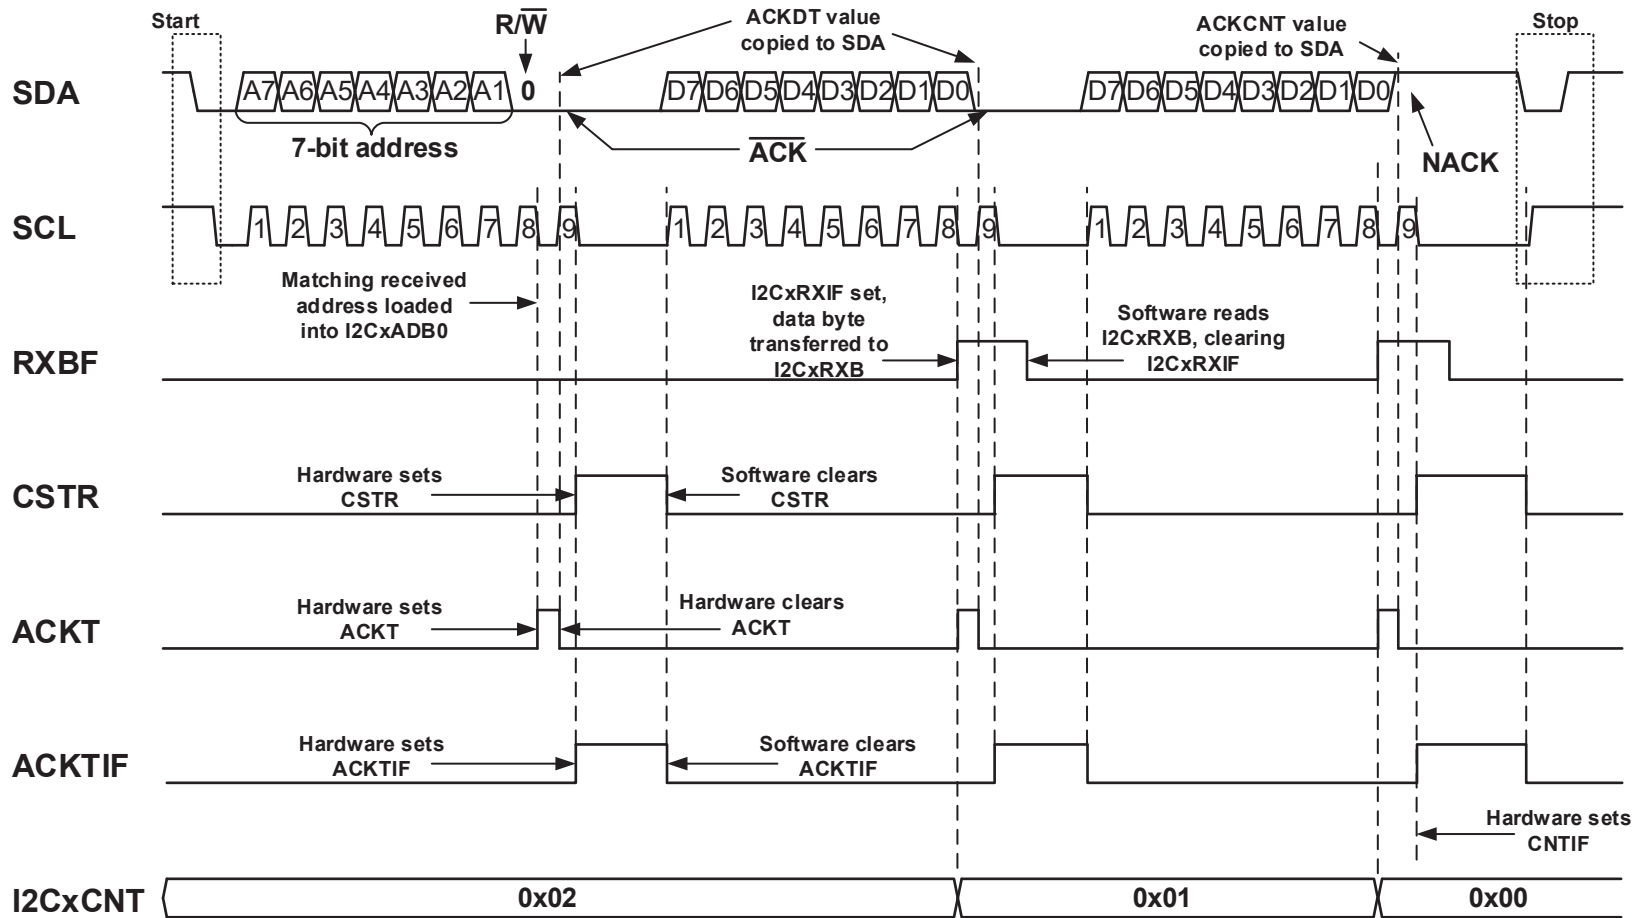 Start
R/W̅
ACKDT value
copied to SDA
ACKCNT value
copied to SDA
Stop
SDA
A7 A6 A5 A4 A3 A2 A1 0
D7 D6 D5 D4 D3 D2 D1 D0
D7 D6 D5 D4 D3 D2 D1 D0
7-bit address
A̅C̅K̅
NACK
SCL
1 2 3 4 5 6 7 8 9
1 2 3 4 5 6 7 8 9
1 2 3 4 5 6 7 8 9
Matching received
address loaded
into I2CxADB0
I2CxRXIF set,
data byte
transferred to
I2CxRXB
Software reads
I2CxRXB, clearing
I2CxRXIF
RXBF
CSTR
Hardware sets
CSTR
Software clears
CSTR
ACKT
Hardware sets
ACKT
Hardware clears
ACKT
ACKTIF
Hardware sets
ACKTIF
Software clears
ACKTIF
Hardware sets
CNTIF
I2CxCNT
0x02
0x01
0x00